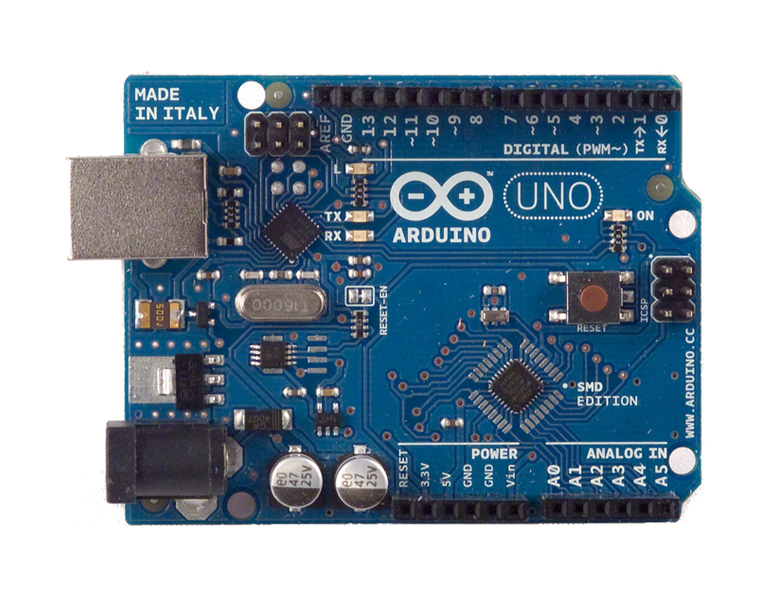 MADE
IN ITALY
AREF
GND
13
12
~11
~10
~9
8
7
~6
~5
4
~3
2
TX→1
RX←0
DIGITAL (PWM~)
L
TX
RX
™
ARDUINO
UNO
ON
RESET-EN
RESET
ICSP
SMD
EDITION
WWW.ARDUINO.CC
POWER
ANALOG IN
RESET
3.3V
5V
GND
GND
Vin
A0
A1
A2
A3
A4
A5
47
25V
47
25V